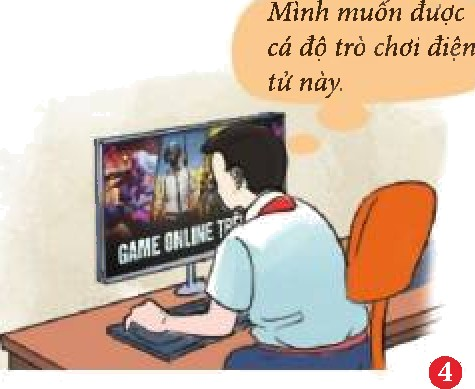 Mình muốn được
cá độ trò chơi điện
tử này.
GAME ONLINE
4